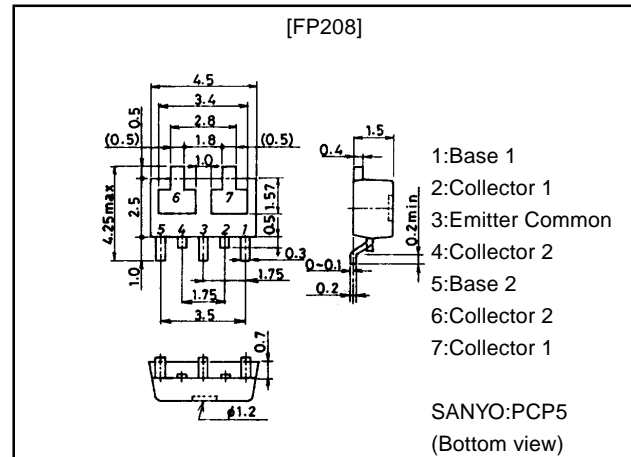 [FP208]
4.5
3.4
2.8
(0.5)
1.8
(0.5)
0.5
1.0
4.25max
2.5
6
7
1.57
0.5
5
4
3
2
1
0.3
1.0
1.75
1.75
3.5
1.5
0.4
0.2min
0~0.1
0.2
0.7
φ1.2
1:Base 1
2:Collector 1
3:Emitter Common
4:Collector 2
5:Base 2
6:Collector 2
7:Collector 1
SANYO:PCP5
(Bottom view)